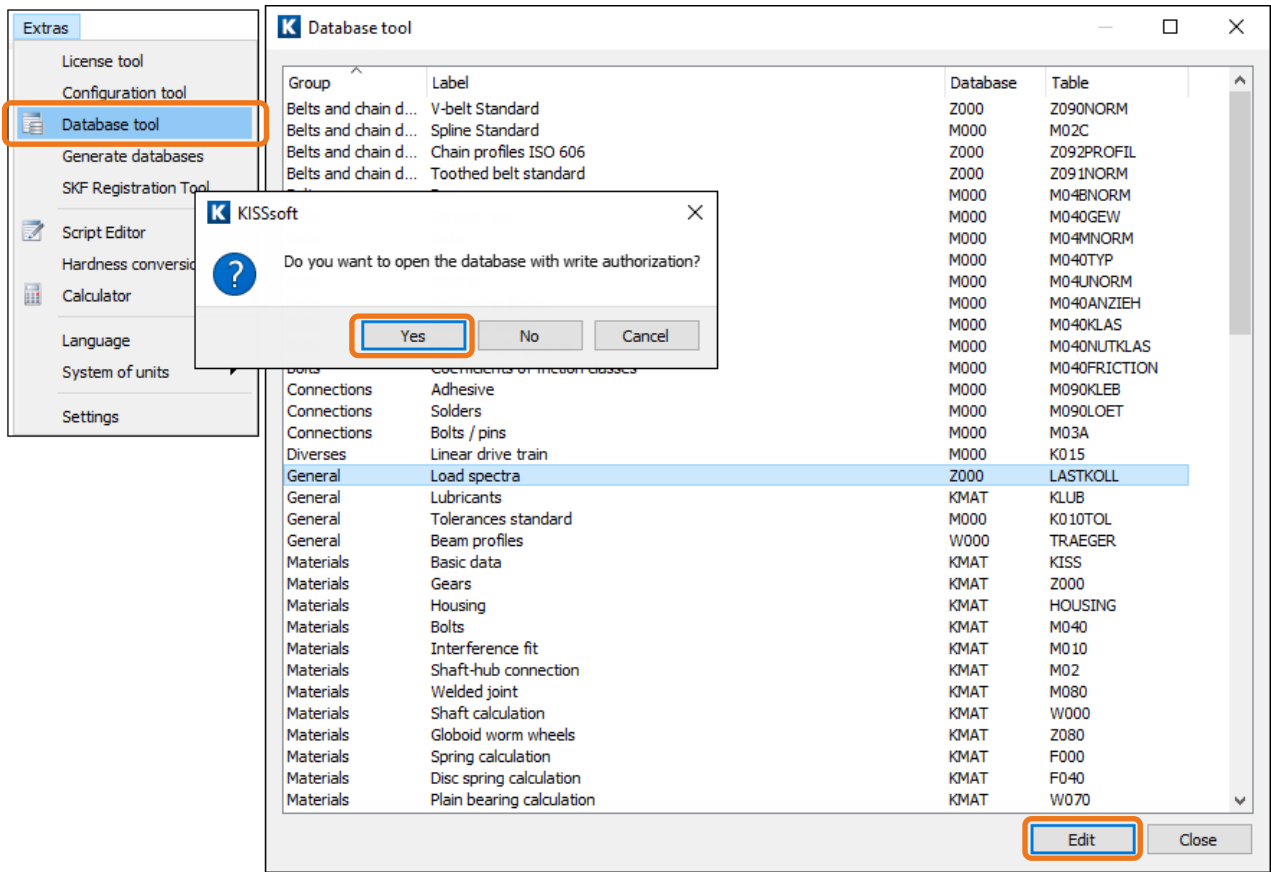 Extras
License tool
Configuration tool
Database tool
Generate databases
SKF Registration Tool
Script Editor
Hardness conversio
Calculator
Language
System of units
Settings
K Database tool
Group Label Database Table
Belts and chain d... V-belt Standard Z000 Z090NORM
Belts and chain d... Spline Standard M000 M02C
Belts and chain d... Chain profiles ISO 606 Z000 Z092PROFIL
Belts and chain d... Toothed belt standard Z000 Z091NORM
M000 M04BNORM
M000 M040GEW
M000 M04MNORM
M000 M040TYP
M000 M04UNORM
M000 M040ANZIEH
M000 M040KLAS
M000 M040NUTKLAS
Bolts Coefficients of friction classes M000 M040FRICTION
Connections Adhesive M000 M090KLEB
Connections Solders M000 M090LOET
Connections Bolts / pins M000 M03A
Diverses Linear drive train M000 K015
General Load spectra Z000 LASTKOLL
General Lubricants KMAT KLUB
General Tolerances standard M000 K010TOL
General Beam profiles W000 TRAEGER
Materials Basic data KMAT KISS
Materials Gears KMAT Z000
Materials Housing KMAT HOUSING
Materials Bolts KMAT M040
Materials Interference fit KMAT M010
Materials Shaft-hub connection KMAT M02
Materials Welded joint KMAT M080
Materials Shaft calculation KMAT W000
Materials Globoid worm wheels KMAT Z080
Materials Spring calculation KMAT F000
Materials Disc spring calculation KMAT F040
Materials Plain bearing calculation KMAT W070
Edit Close
K KISSsoft
? Do you want to open the database with write authorization?
Yes No Cancel